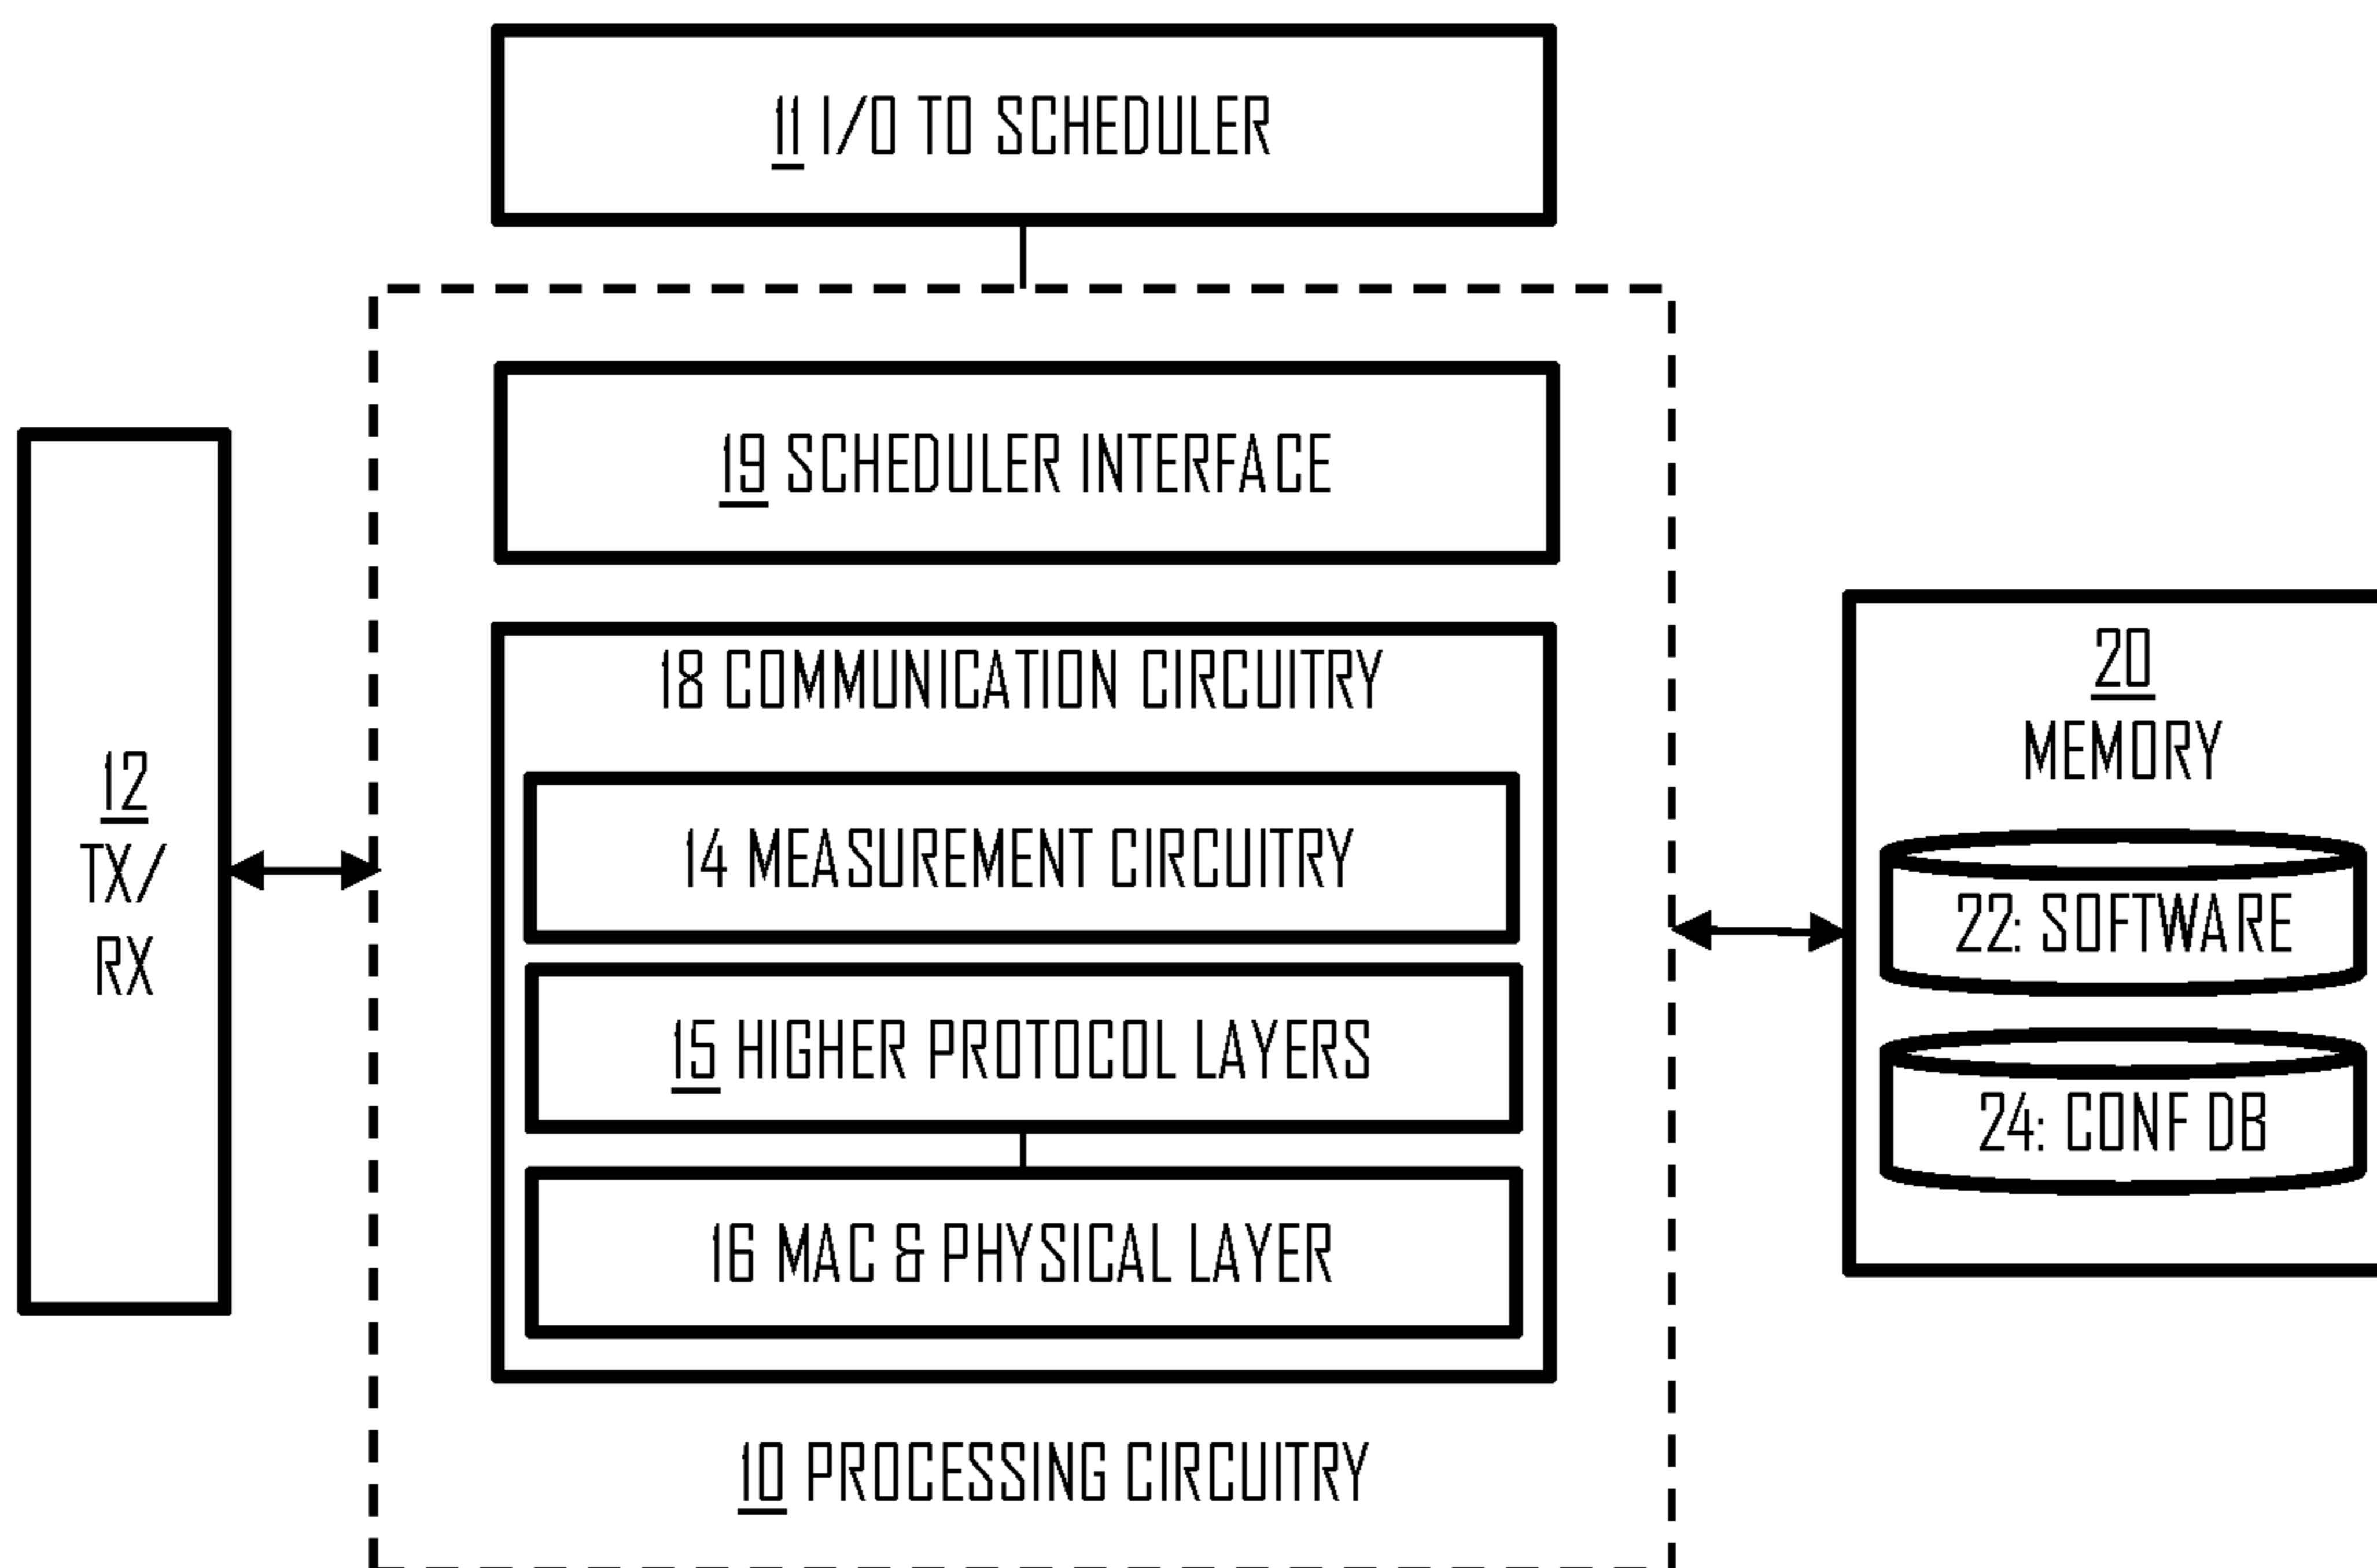 11 I/O TO SCHEDULER
19 SCHEDULER INTERFACE
18 COMMUNICATION CIRCUITRY
14 MEASUREMENT CIRCUITRY
15 HIGHER PROTOCOL LAYERS
16 MAC & PHYSICAL LAYER
10 PROCESSING CIRCUITRY
12
TX/
RX
20
MEMORY
22: SOFTWARE
24: CONF DB